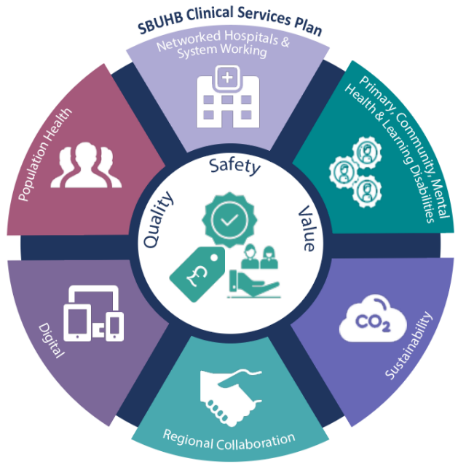 SBUHB Clinical Services Plan
Networked Hospitals &
System Working
Primary, Community, Mental
Health & Learning Disabilities
Sustainability
CO2
Regional Collaboration
Digital
Population Health
Quality
Safety
Value
£